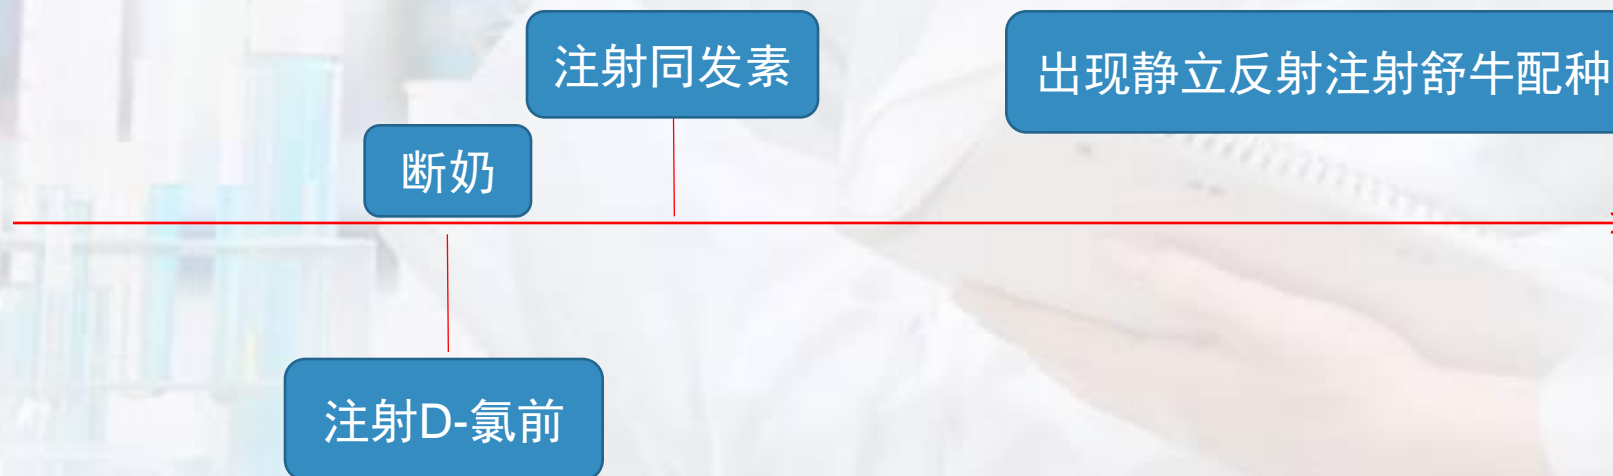 注射同发素
出现静立反射注射舒牛配种
断奶
注射D-氯前